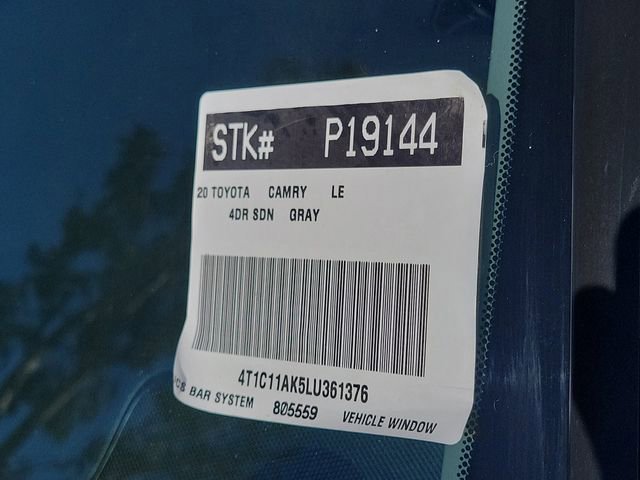 STK# P19144
20 TOYOTA CAMRY LE
4DR SDN GRAY
4T1C11AK5LU361376
BAR SYSTEM 805559 VEHICLE WINDOW